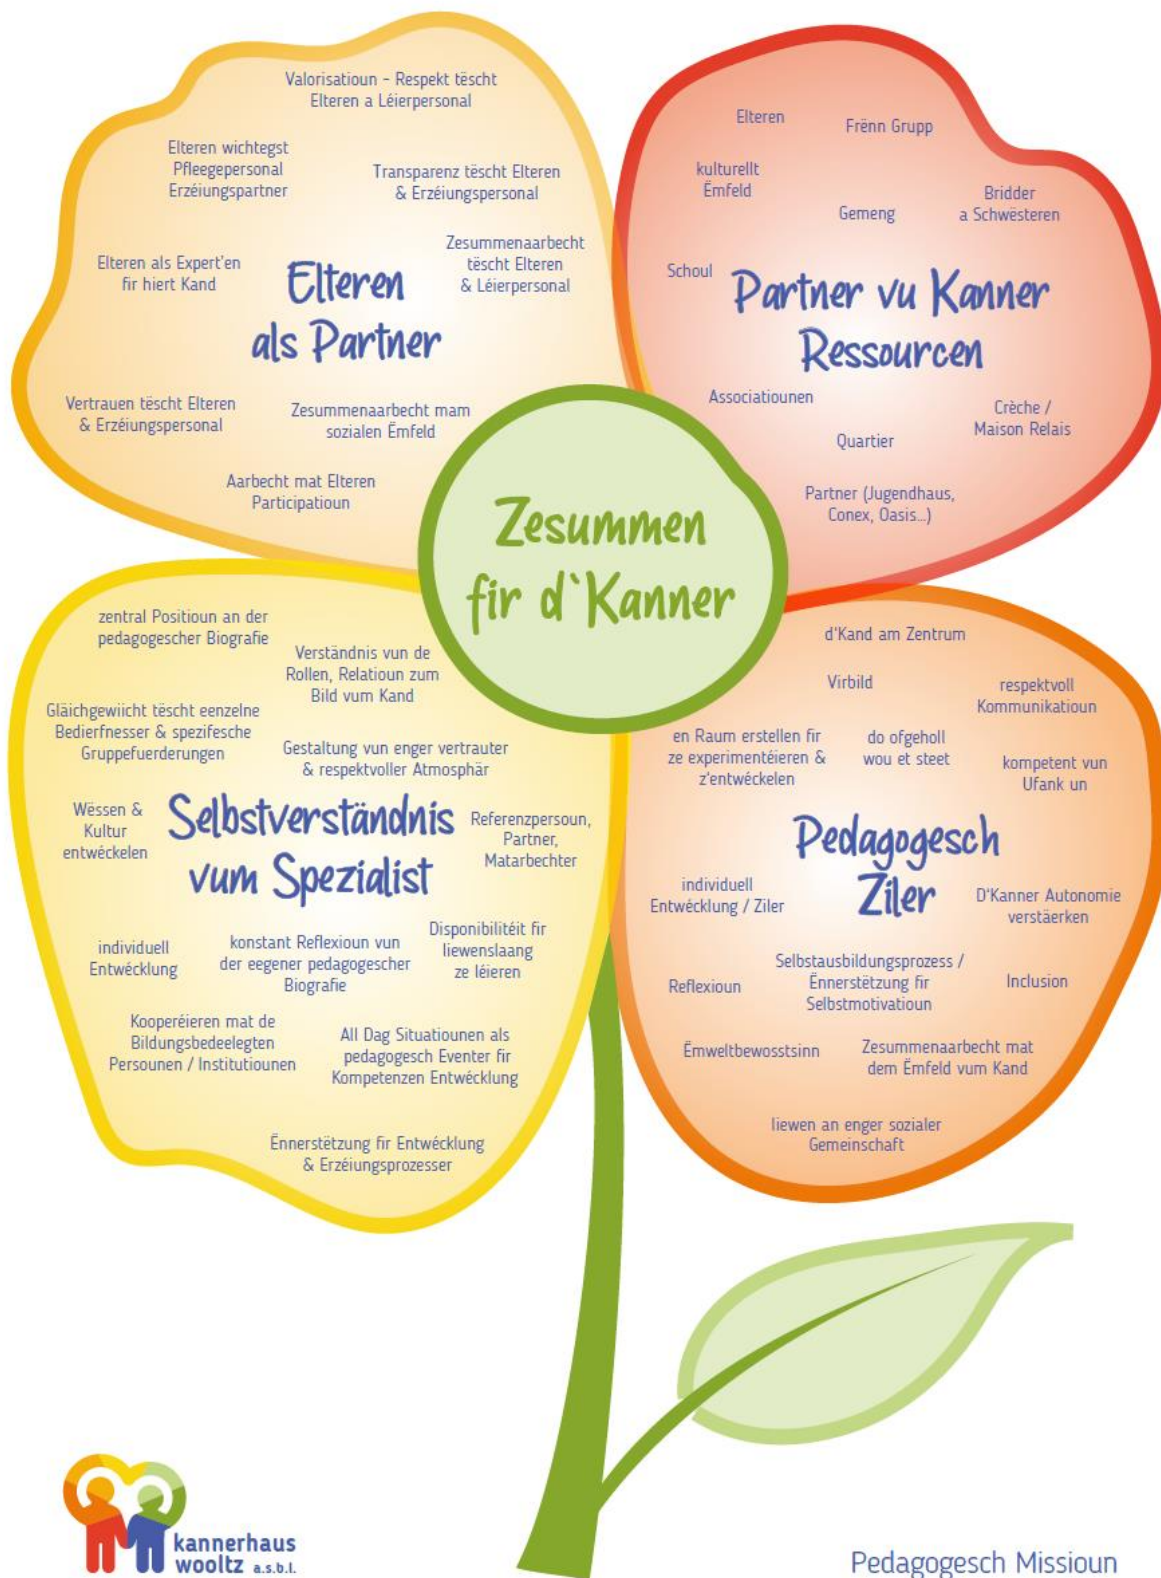 Valorisatioun - Respekt tëscht
Elteren a Léierpersonal
Elteren wichtegst
Pfleegepersonal
Erzéiungspartner
Transparenz tëscht Elteren
& Erzéiungspersonal
Zesummenaarbecht
tëscht Elteren
& Léierpersonal
Elteren als Expert'en
fir hiert Kand
Elteren
als Partner
Vertrauen tëscht Elteren
& Erzéiungspersonal
Zesummenaarbecht mam
sozialen Ëmfeld
Aarbecht mat Elteren
Participatioun
Elteren
Frënn Grupp
kulturellt
Ëmfeld
Bridder
a Schwësteren
Gemeng
Schoul
Partner vu Kanner
Ressourcen
Associatiounen
Crèche /
Maison Relais
Quartier
Partner (Jugendhaus,
Conex, Oasis...)
Zesummen
fir d`Kanner
zentral Positioun an der
pedagogescher Biografie
Verständnis vun de
Rollen, Relatioun zum
Bild vum Kand
Gläichgewiicht tëscht eenzelne
Bedierfnesser & spezifesche
Gruppefuerderungen
Gestaltung vun enger vertrauter
& respektvoller Atmosphär
Wëssen &
Kultur
entwéckelen
Selbstverständnis
vum Spezialist
Referenzpersoun,
Partner,
Matarbechter
individuell
Entwécklung
konstant Reflexioun vun
der eegener pedagogescher
Biografie
Disponibilitéit fir
liewenslaang
ze léieren
Kooperéieren mat de
Bildungsbedeelegten
Persounen / Institutiounen
All Dag Situatiounen als
pedagogesch Eventer fir
Kompetenzen Entwécklung
Ënnerstëtzung fir Entwécklung
& Erzéiungsprozesser
d'Kand am Zentrum
Virbild
respektvoll
Kommunikatioun
en Raum erstellen fir
ze experimentéieren &
z'entwéckelen
do ofgeholl
wou et steet
kompetent vun
Ufank un
Pedagogesch
Ziler
individuell
Entwécklung / Ziler
D'Kanner Autonomie
verstäerken
Selbstausbildungsprozess /
Ënnerstëtzung fir
Selbstmotivatioun
Reflexioun
Inclusion
Ëmweltbewosstsinn
Zesummenaarbecht mat
dem Ëmfeld vum Kand
liewen an enger sozialer
Gemeinschaft
kannerhaus
wooltz a.s.b.l.
Pedagogesch Missioun